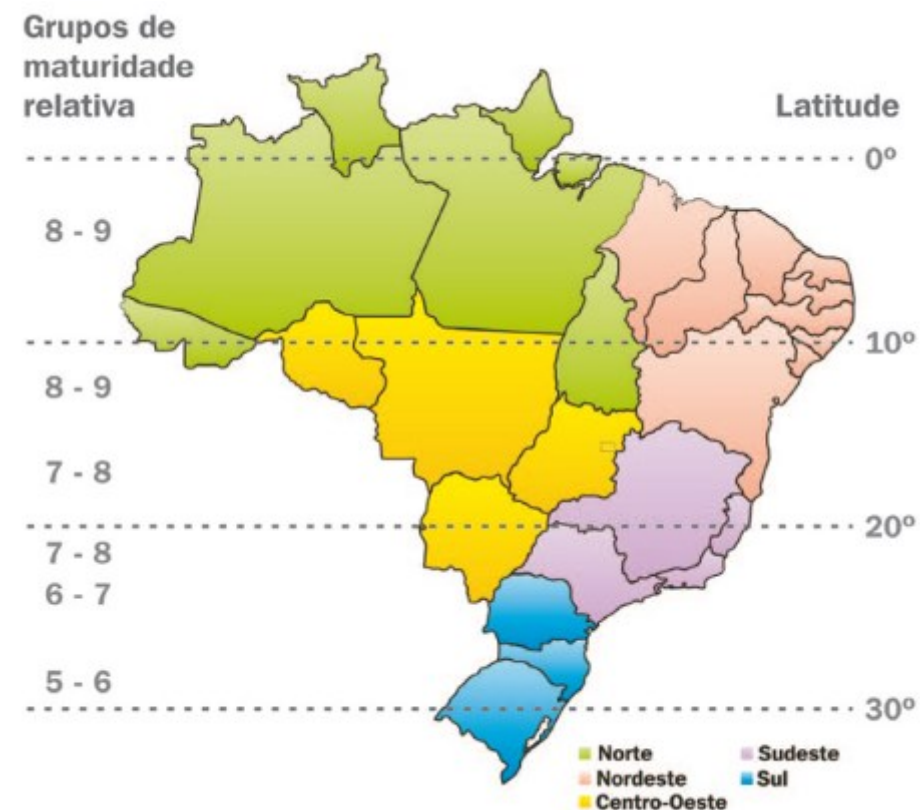 Grupos de
maturidade
relativa
Latitude
0º
8 - 9
10º
8 - 9
7 - 8
20º
7 - 8
6 - 7
5 - 6
30º
Norte
Sudeste
Nordeste
Sul
Centro-Oeste